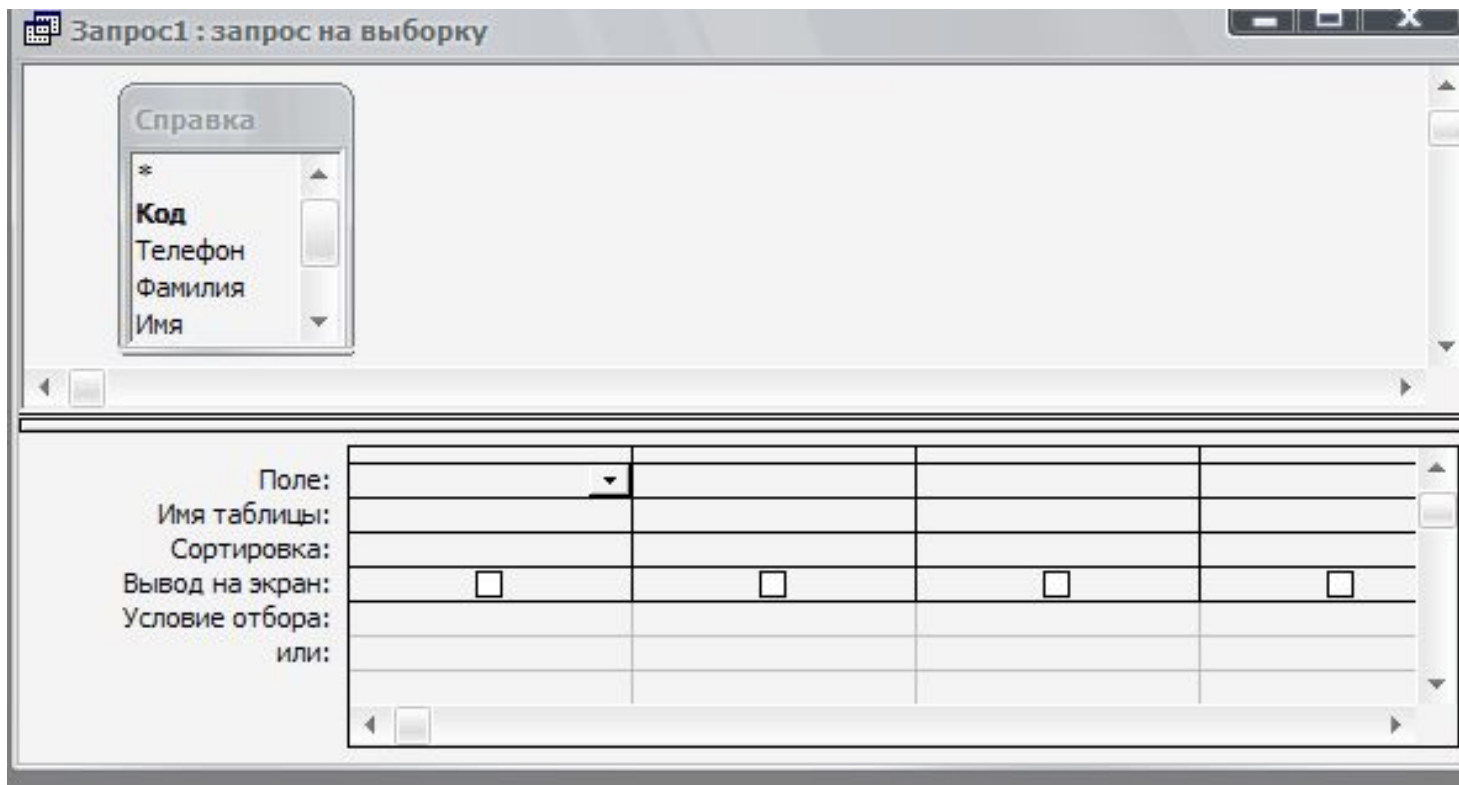 Запрос1 : запрос на выборку
Справка
*
Код
Телефон
Фамилия
Имя
Поле:
Имя таблицы:
Сортировка:
Вывод на экран:
Условие отбора:
или: